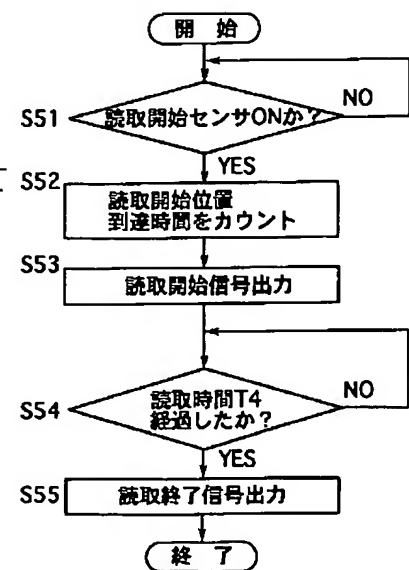 開 始
S51
読取開始センサONか？
NO
YES
S52
読取開始位置
到達時間をカウント
S53
読取開始信号出力
S54
読取時間T4
経過したか？
NO
YES
S55
読取終了信号出力
終 了